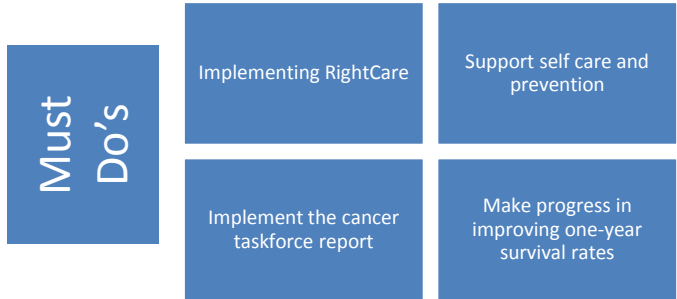 Must
Do's
Implementing RightCare
Support self care and
prevention
Implement the cancer
taskforce report
Make progress in
improving one-year
survival rates